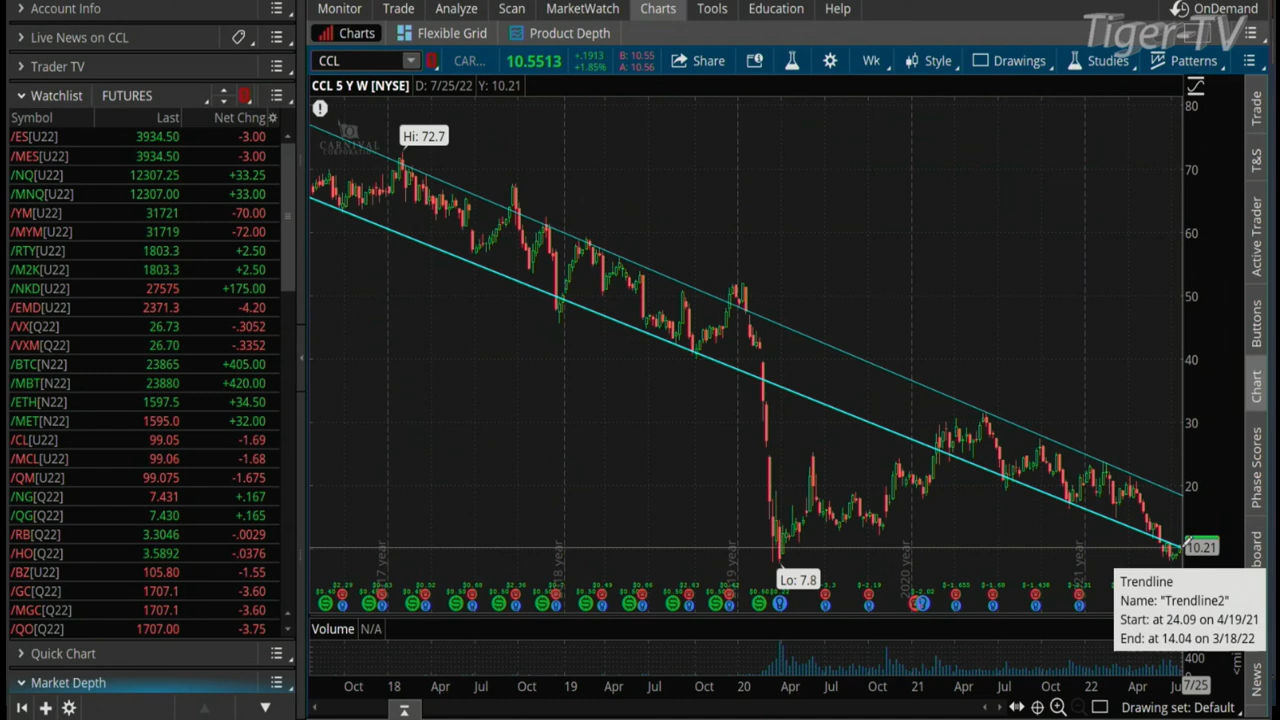 Account Info
Monitor Trade Analyze Scan MarketWatch Charts Tools Education Help OnDemand
Tiger-TV
Live News on CCL
Charts Flexible Grid Product Depth
Trader TV
CCL CAR... 10.5513 +.1913 +1.85% B: 10.55 A: 10.56 Share Wk Style Drawings Studies Patterns
Watchlist FUTURES
CCL 5 Y W [NYSE] D: 7/25/22 Y: 10.21
Symbol Last Net Chng
/ES[U22] 3934.50 -3.00
/MES[U22] 3934.50 -3.00
/NQ[U22] 12307.25 +33.25
/MNQ[U22] 12307.00 +33.00
/YM[U22] 31721 -70.00
/MYM[U22] 31719 -72.00
/RTY[U22] 1803.3 +2.50
/M2K[U22] 1803.3 +2.50
/NKD[U22] 27575 +175.00
/EMD[U22] 2371.3 -4.20
/VX[Q22] 26.73 -.3052
/VXM[Q22] 26.70 -.3352
/BTC[N22] 23865 +405.00
/MBT[N22] 23880 +420.00
/ETH[N22] 1597.5 +34.50
/MET[N22] 1595.0 +32.00
/CL[U22] 99.05 -1.69
/MCL[U22] 99.06 -1.68
/QM[U22] 99.075 -1.675
/NG[Q22] 7.431 +.167
/QG[Q22] 7.430 +.165
/RB[Q22] 3.3046 -.0029
/HO[Q22] 3.5892 -.0376
/BZ[U22] 105.80 -1.55
/GC[Q22] 1707.1 -3.60
/MGC[Q22] 1707.1 -3.60
/QO[Q22] 1707.00 -3.75
Quick Chart
Market Depth
CARNIVAL
CORPORATION
Hi: 72.7
Lo: 7.8
80
70
60
50
40
30
20
10.21
2018 year
2019 year
2020 year
Trendline
Name: "Trendline2"
Start: at 24.09 on 4/19/21
End: at 14.04 on 3/18/22
Volume N/A
400
Oct 18 Apr Jul Oct 19 Apr Jul Oct 20 Apr Jul Oct 21 Apr Jul Oct 22 Apr 7/25
Drawing set: Default
Trade
T&S
Active Trader
Buttons
Chart
Phase Scores
News